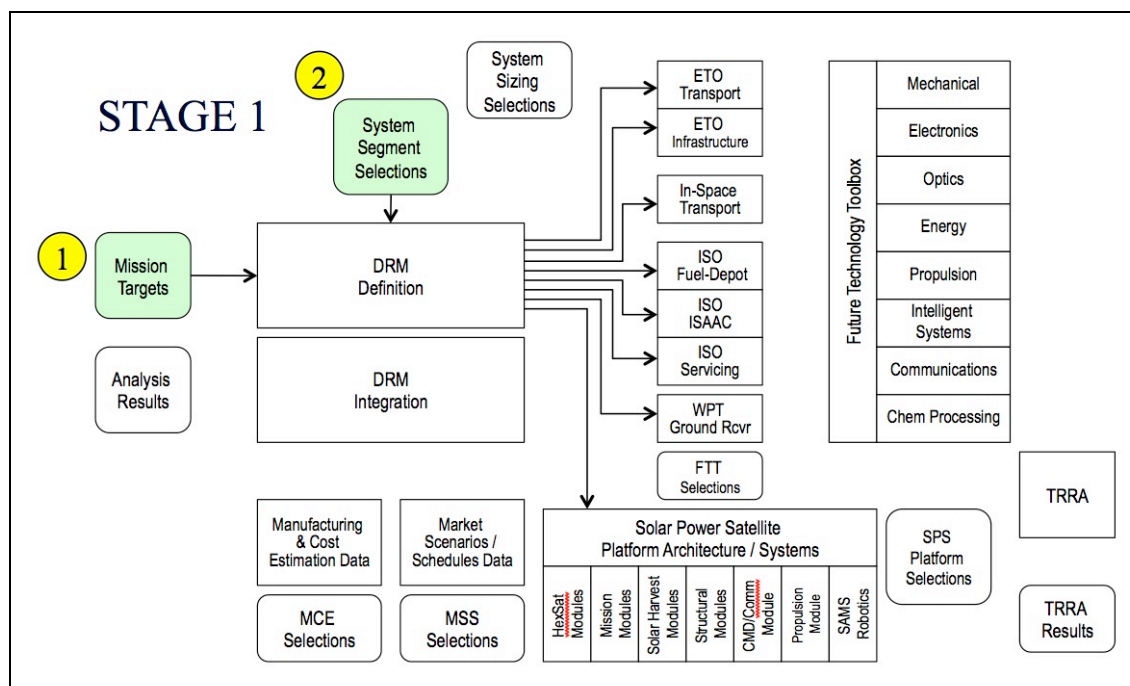 STAGE 1
1
2
System
Sizing
Selections
System
Segment
Selections
Mission
Targets
Analysis
Results
DRM
Definition
DRM
Integration
ETO
Transport
ETO
Infrastructure
In-Space
Transport
ISO
Fuel-Depot
ISO
ISAAC
ISO
Servicing
WPT
Ground Rcvr
FTT
Selections
Future Technology Toolbox
Mechanical
Electronics
Optics
Energy
Propulsion
Intelligent
Systems
Communications
Chem Processing
TRRA
TRRA
Results
Manufacturing
& Cost
Estimation Data
Market
Scenarios /
Schedules Data
MCE
Selections
MSS
Selections
Solar Power Satellite
Platform Architecture / Systems
HexSat
Modules
Mission
Modules
Solar Harvest
Modules
Structural
Modules
CMD/Comm
Module
Propulsion
Module
SAMS
Robotics
SPS
Platform
Selections